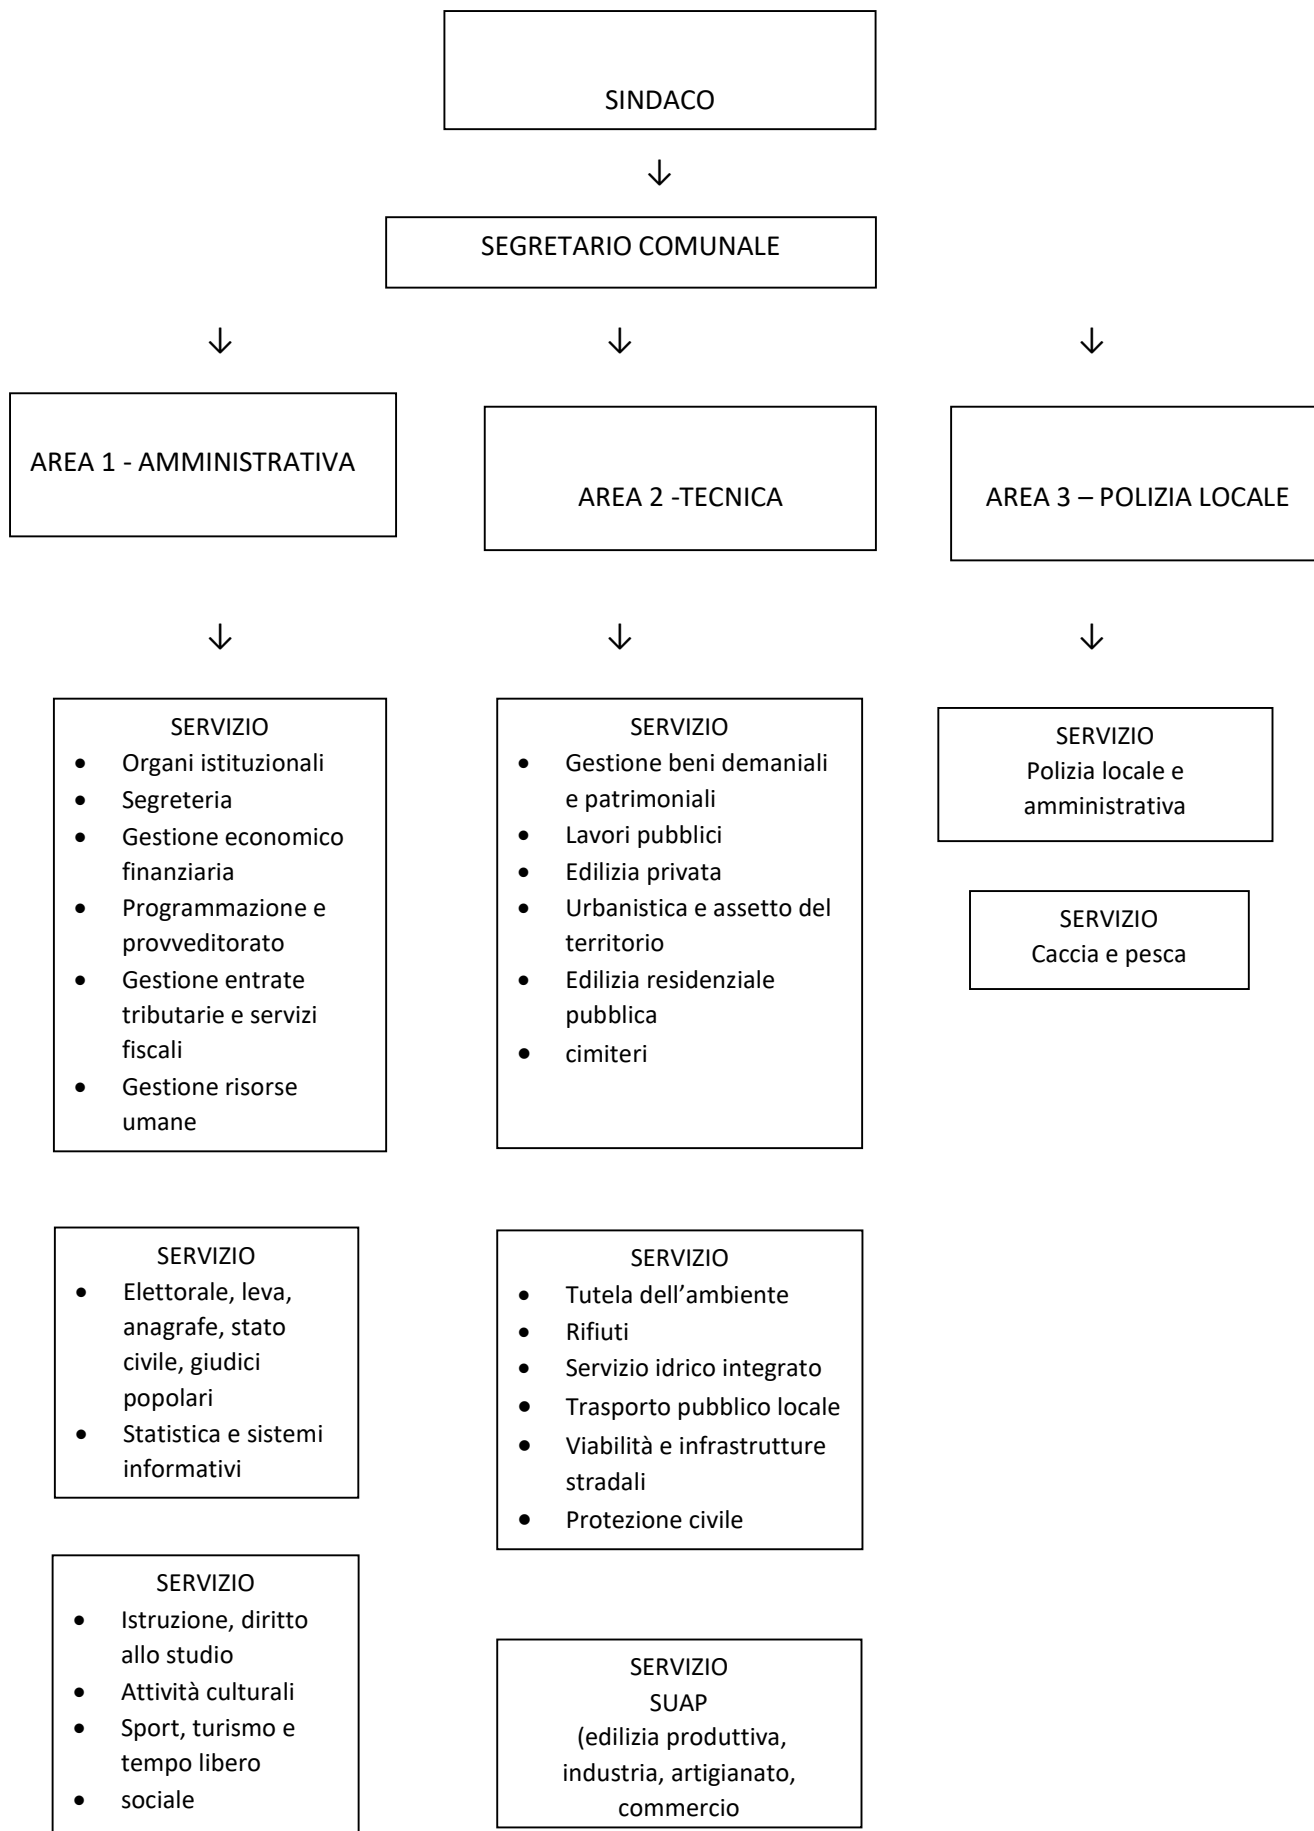 SINDACO
↓
SEGRETARIO COMUNALE
↓ ↓ ↓
AREA 1 - AMMINISTRATIVA
AREA 2 -TECNICA
AREA 3 – POLIZIA LOCALE
↓ ↓ ↓
SERVIZIO
• Organi istituzionali
• Segreteria
• Gestione economico
finanziaria
• Programmazione e
provveditorato
• Gestione entrate
tributarie e servizi
fiscali
• Gestione risorse
umane
SERVIZIO
• Elettorale, leva,
anagrafe, stato
civile, giudici
popolari
• Statistica e sistemi
informativi
SERVIZIO
• Istruzione, diritto
allo studio
• Attività culturali
• Sport, turismo e
tempo libero
• sociale
SERVIZIO
• Gestione beni demaniali
e patrimoniali
• Lavori pubblici
• Edilizia privata
• Urbanistica e assetto del
territorio
• Edilizia residenziale
pubblica
• cimiteri
SERVIZIO
• Tutela dell’ambiente
• Rifiuti
• Servizio idrico integrato
• Trasporto pubblico locale
• Viabilità e infrastrutture
stradali
• Protezione civile
SERVIZIO
SUAP
(edilizia produttiva,
industria, artigianato,
commercio
SERVIZIO
Polizia locale e
amministrativa
SERVIZIO
Caccia e pesca